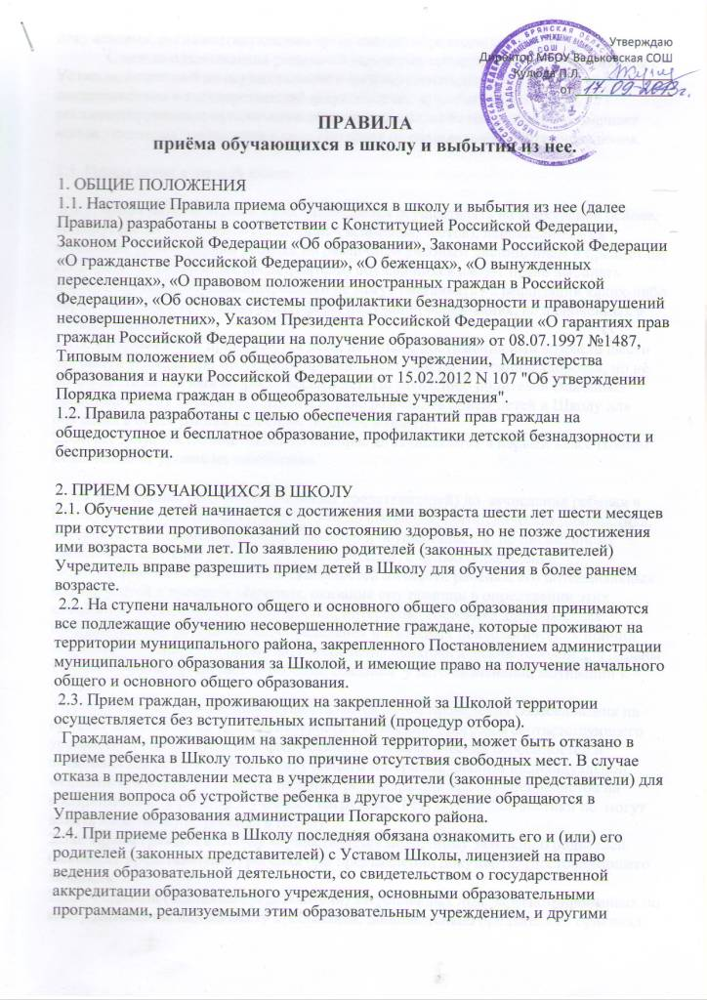 Утверждаю
Директор МБОУ Вадьковская СОШ
Кулюда П.Л.
от 17.09.2013г.
ПРАВИЛА
приёма обучающихся в школу и выбытия из нее.
1. ОБЩИЕ ПОЛОЖЕНИЯ
1.1. Настоящие Правила приема обучающихся в школу и выбытия из нее (далее
Правила) разработаны в соответствии с Конституцией Российской Федерации,
Законом Российской Федерации «Об образовании», Законами Российской Федерации
«О гражданстве Российской Федерации», «О беженцах», «О вынужденных
переселенцах», «О правовом положении иностранных граждан в Российской
Федерации», «Об основах системы профилактики безнадзорности и правонарушений
несовершеннолетних», Указом Президента Российской Федерации «О гарантиях прав
граждан Российской Федерации на получение образования» от 08.07.1997 №1487,
Типовым положением об общеобразовательном учреждении,  Министерства
образования и науки Российской Федерации от 15.02.2012 N 107 "Об утверждении
Порядка приема граждан в общеобразовательные учреждения".
1.2. Правила разработаны с целью обеспечения гарантий прав граждан на
общедоступное и бесплатное образование, профилактики детской безнадзорности и
беспризорности.
2. ПРИЕМ ОБУЧАЮЩИХСЯ В ШКОЛУ
2.1. Обучение детей начинается с достижения ими возраста шести лет шести месяцев
при отсутствии противопоказаний по состоянию здоровья, но не позже достижения
ими возраста восьми лет. По заявлению родителей (законных представителей)
Учредитель вправе разрешить прием детей в Школу для обучения в более раннем
возрасте.
2.2. На ступени начального общего и основного общего образования принимаются
все подлежащие обучению несовершеннолетние граждане, которые проживают на
территории муниципального района, закрепленного Постановлением администрации
муниципального образования за Школой, и имеющие право на получение начального
общего и основного общего образования.
2.3. Прием граждан, проживающих на закрепленной за Школой территории
осуществляется без вступительных испытаний (процедур отбора).
Гражданам, проживающим на закрепленной территории, может быть отказано в
приеме ребенка в Школу только по причине отсутствия свободных мест. В случае
отказа в предоставлении места в учреждении родители (законные представители) для
решения вопроса об устройстве ребенка в другое учреждение обращаются в
Управление образования администрации Погарского района.
2.4. При приеме ребенка в Школу последняя обязана ознакомить его и (или) его
родителей (законных представителей) с Уставом Школы, лицензией на право
ведения образовательной деятельности, со свидетельством о государственной
аккредитации образовательного учреждения, основными образовательными
программами, реализуемыми этим образовательным учреждением, и другими